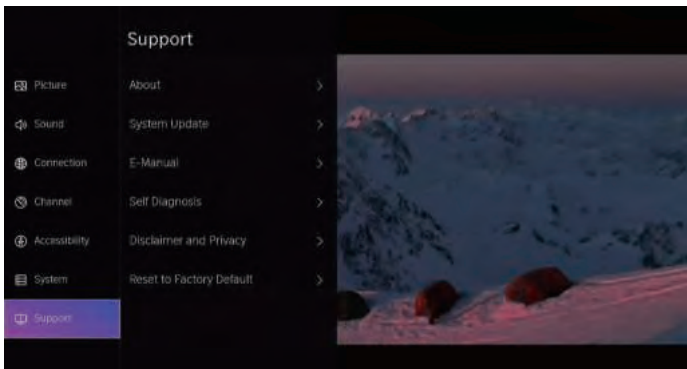 Support
Picture
Sound
Connection
Channel
Accessibility
System
Support
About
System Update
E-Manual
Self Diagnosis
Disclaimer and Privacy
Reset to Factory Default